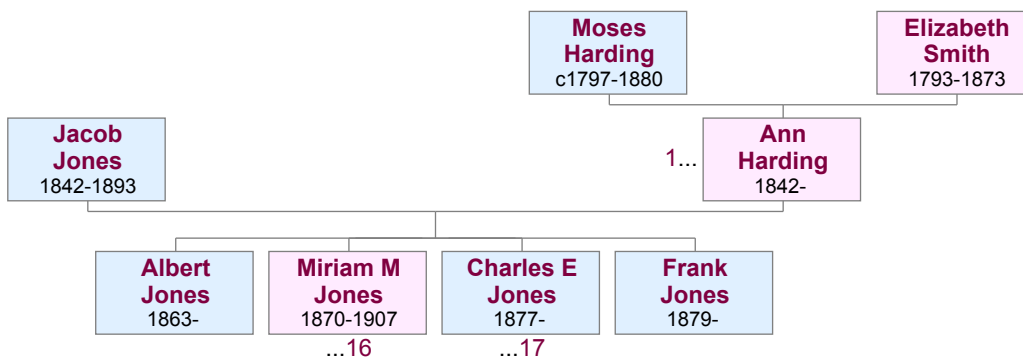 Moses
Harding
c1797-1880
Elizabeth
Smith
1793-1873
Jacob
Jones
1842-1893
1...
Ann
Harding
1842-
Albert
Jones
1863-
Miriam M
Jones
1870-1907
Charles E
Jones
1877-
Frank
Jones
1879-
...16
...17